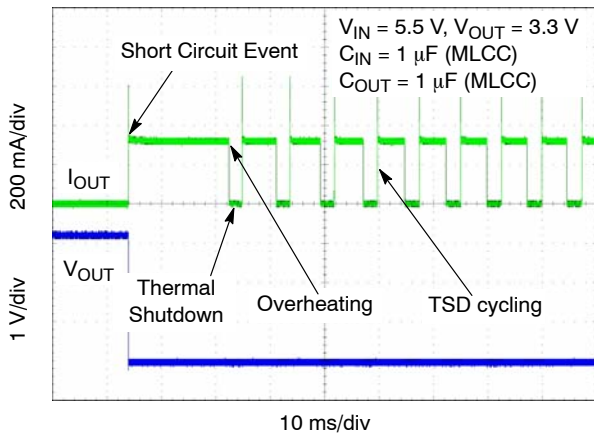 V_IN = 5.5 V, V_OUT = 3.3 V
C_IN = 1 μF (MLCC)
C_OUT = 1 μF (MLCC)
Short Circuit Event
200 mA/div
I_OUT
V_OUT
1 V/div
Thermal
Shutdown
Overheating
TSD cycling
10 ms/div